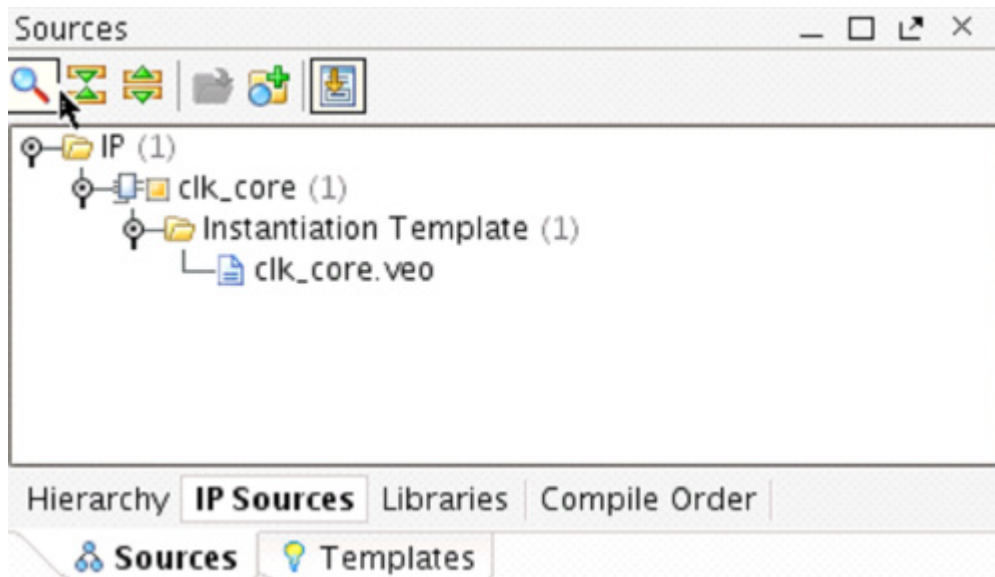 Sources
IP (1)
clk_core (1)
Instantiation Template (1)
clk_core.veo
Hierarchy IP Sources Libraries Compile Order
Sources Templates